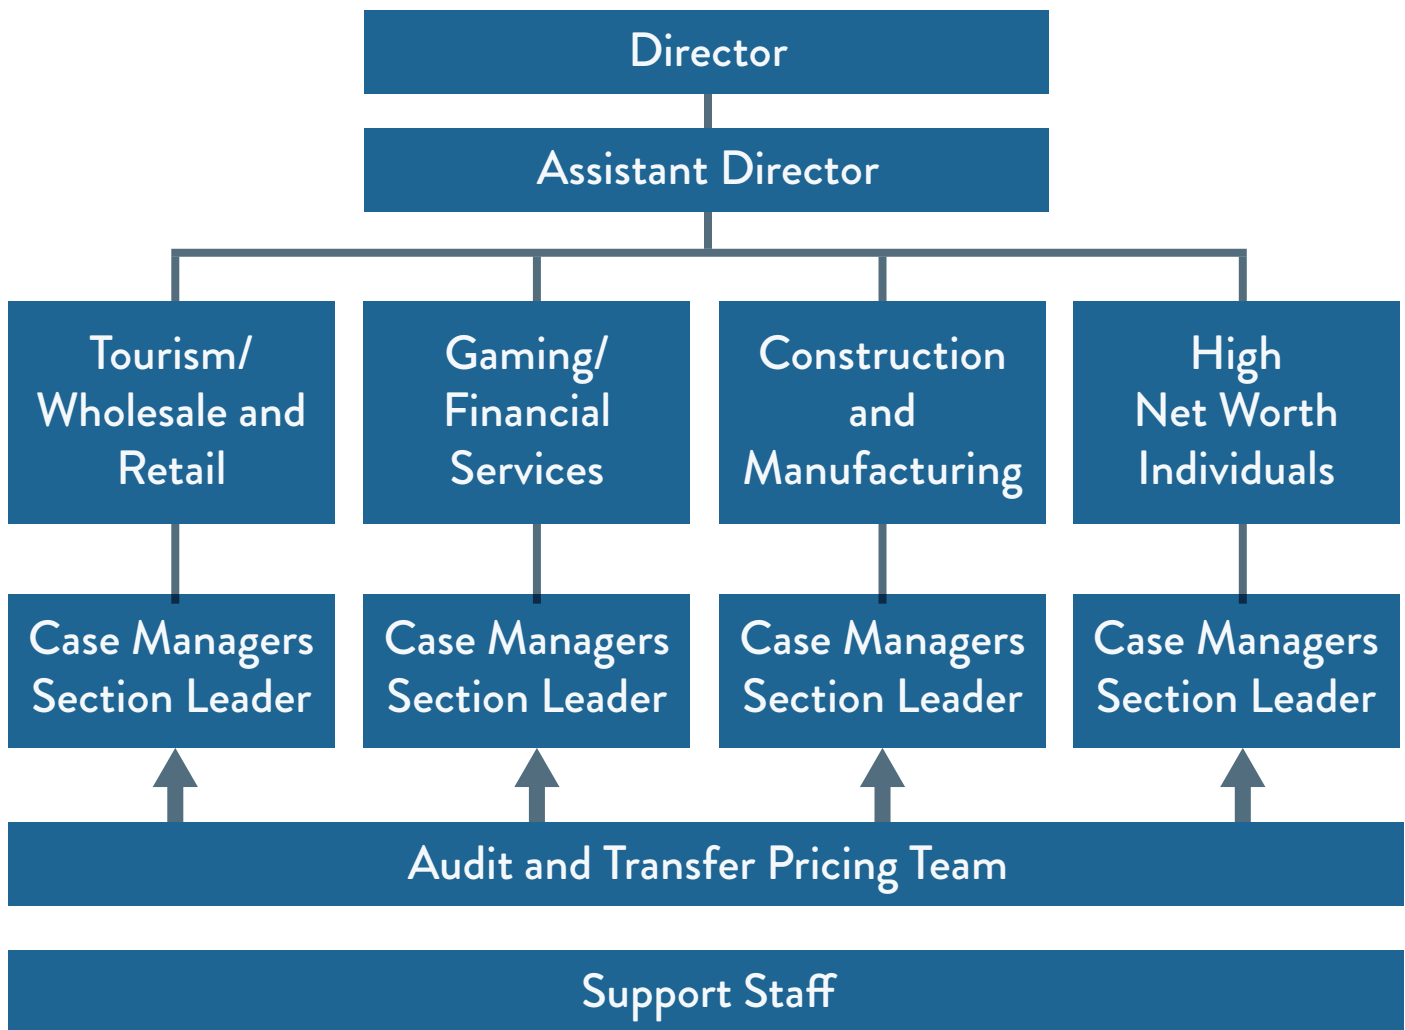 Director
Assistant Director
Tourism/
Wholesale and
Retail
Gaming/
Financial
Services
Construction
and
Manufacturing
High
Net Worth
Individuals
Case Managers
Section Leader
Case Managers
Section Leader
Case Managers
Section Leader
Case Managers
Section Leader
Audit and Transfer Pricing Team
Support Staff